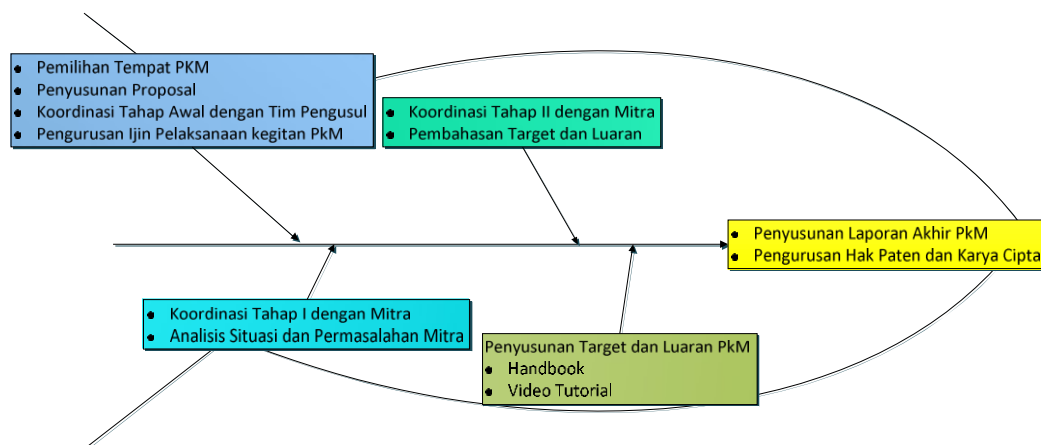 • Pemilihan Tempat PKM
• Penyusunan Proposal
• Koordinasi Tahap Awal dengan Tim Pengusul
• Pengurusan Ijin Pelaksanaan kegitan PkM
• Koordinasi Tahap II dengan Mitra
• Pembahasan Target dan Luaran
• Penyusunan Laporan Akhir PkM
• Pengurusan Hak Paten dan Karya Cipta
• Koordinasi Tahap I dengan Mitra
• Analisis Situasi dan Permasalahan Mitra
Penyusunan Target dan Luaran PkM
• Handbook
• Video Tutorial